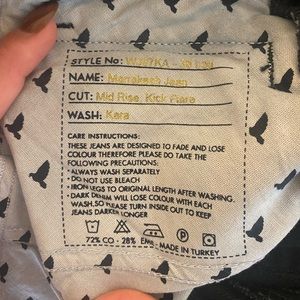 STYLE NO:
NAME: Marrakesh Jean
CUT: Mid Rise, Kick Flare
WASH: Kara
CARE INSTRUCTIONS:
THESE JEANS ARE DESIGNED TO FADE AND LOSE
COLOUR THEREFORE PLEASE DO TAKE THE
FOLLOWING PRECAUTIONS:
• ALWAYS WASH SEPARATELY
• DO NOT USE BLEACH
• IRON LEGS TO ORIGINAL LENGTH AFTER WASHING.
• DARK DENIM WILL LOSE COLOUR WITH EACH
WASH, SO PLEASE TURN INSIDE OUT TO KEEP
JEANS DARKER LONGER
72% CO - 28% EME - MADE IN TURKEY